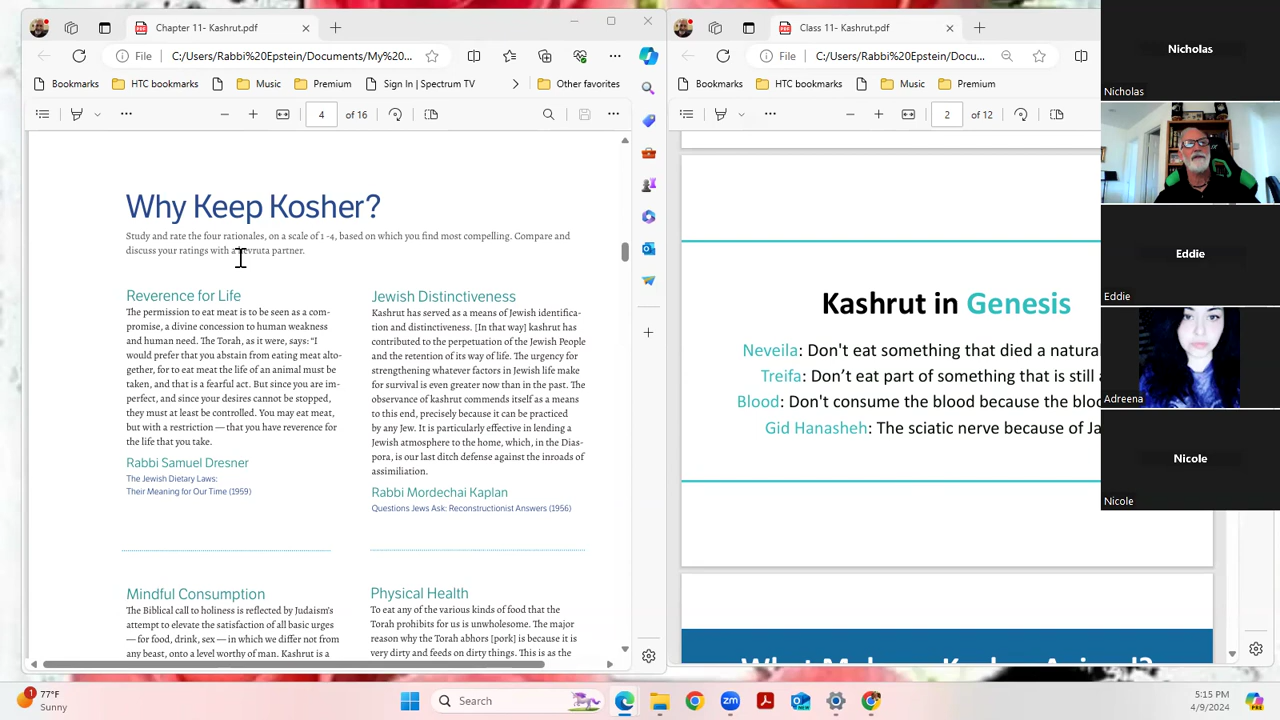 Chapter 11- Kashrut.pdf
File
C:/Users/Rabbi%20Epstein/Documents/My%20...
Bookmarks
HTC bookmarks
Music
Premium
Sign In | Spectrum TV
Other favorites
4 of 16
Why Keep Kosher?
Study and rate the four rationales, on a scale of 1 -4, based on which you find most compelling. Compare and
discuss your ratings with a hevruta partner.
Reverence for Life
The permission to eat meat is to be seen as a com-
promise, a divine concession to human weakness
and human need. The Torah, as it were, says: “I
would prefer that you abstain from eating meat alto-
gether, for to eat meat the life of an animal must be
taken, and that is a fearful act. But since you are im-
perfect, and since your desires cannot be stopped,
they must at least be controlled. You may eat meat,
but with a restriction — that you have reverence for
the life that you take.
Rabbi Samuel Dresner
The Jewish Dietary Laws:
Their Meaning for Our Time (1959)
Jewish Distinctiveness
Kashrut has served as a means of Jewish identifica-
tion and distinctiveness. [In that way] kashrut has
contributed to the perpetuation of the Jewish People
and the retention of its way of life. The urgency for
strengthening whatever factors in Jewish life make
for survival is even greater now than in the past. The
observance of kashrut commends itself as a means
to this end, precisely because it can be practiced
by any Jew. It is particularly effective in lending a
Jewish atmosphere to the home, which, in the Dias-
pora, is our last ditch defense against the inroads of
assimiliation.
Rabbi Mordechai Kaplan
Questions Jews Ask: Reconstructionist Answers (1956)
Mindful Consumption
The Biblical call to holiness is reflected by Judaism's
attempt to elevate the satisfaction of all basic urges
— for food, drink, sex — in which we differ not from
any beast, onto a level worthy of man. Kashrut is a
Physical Health
To eat any of the various kinds of food that the
Torah prohibits for us is unwholesome. The major
reason why the Torah abhors [pork] is because it is
very dirty and feeds on dirty things. This is as the
Class 11- Kashrut.pdf
File
C:/Users/Rabbi%20Epstein/Docu...
Bookmarks
HTC bookmarks
Music
Premium
2 of 12
Kashrut in Genesis
Neveila: Don't eat something that died a natura
Treifa: Don’t eat part of something that is still a
Blood: Don't consume the blood because the bloo
Gid Hanasheh: The sciatic nerve because of Ja
What Makes a Kosher Animal?
Nicholas
Nicholas
Eddie
Eddie
Adreena
Nicole
Nicole
1
77°F
Sunny
Search
5:15 PM
4/9/2024